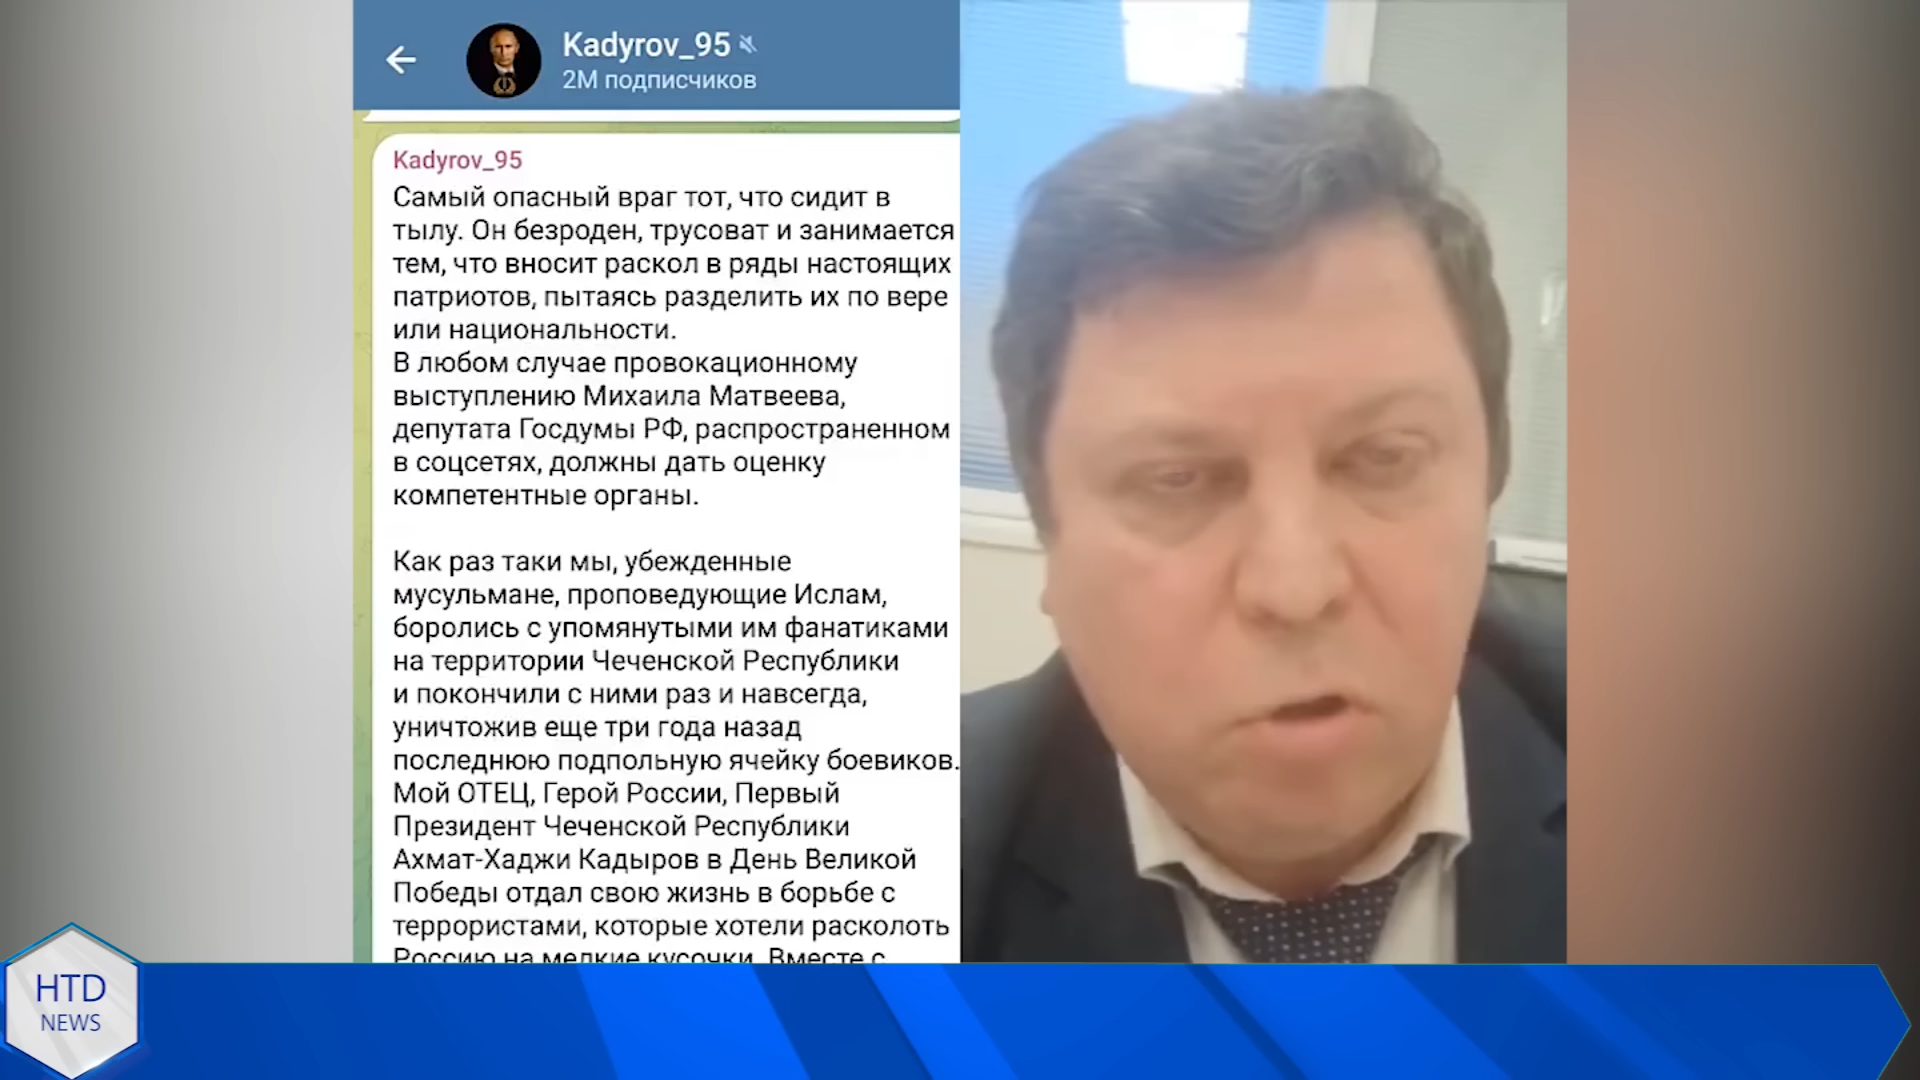 Kadyrov_95
2M подписчиков
Kadyrov_95
Самый опасный враг тот, что сидит в
тылу. Он безроден, трусоват и занимается
тем, что вносит раскол в ряды настоящих
патриотов, пытаясь разделить их по вере
или национальности.
В любом случае провокационному
выступлению Михаила Матвеева,
депутата Госдумы РФ, распространенном
в соцсетях, должны дать оценку
компетентные органы.
Как раз таки мы, убежденные
мусульмане, проповедующие Ислам,
боролись с упомянутыми им фанатиками
на территории Чеченской Республики
и покончили с ними раз и навсегда,
уничтожив еще три года назад
последнюю подпольную ячейку боевиков.
Мой ОТЕЦ, Герой России, Первый
Президент Чеченской Республики
Ахмат-Хаджи Кадыров в День Великой
Победы отдал свою жизнь в борьбе с
террористами, которые хотели расколоть
Россию на мелкие кусочки. Вместе с
HTD
NEWS